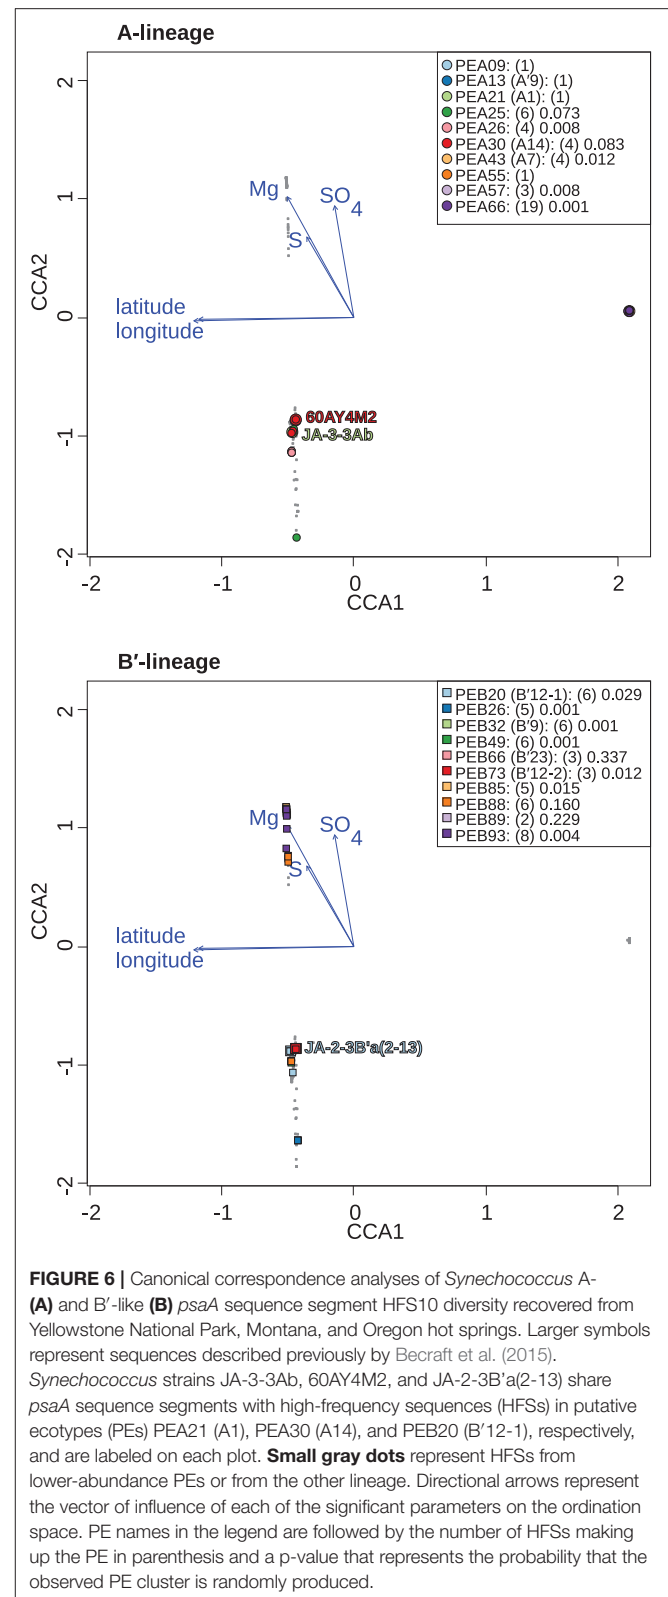 A-lineage
PEA09: (1)
PEA13 (A'9): (1)
PEA21 (A1): (1)
PEA25: (6) 0.073
PEA26: (4) 0.008
PEA30 (A14): (4) 0.083
PEA43 (A7): (4) 0.012
PEA55: (1)
PEA57: (3) 0.008
PEA66: (19) 0.001
Mg
SO4
S
latitude
longitude
60AY4M2
JA-3-3Ab
CCA2
2
1
0
-1
-2
-2 -1 0 1 2
CCA1
B′-lineage
PEB20 (B'12-1): (6) 0.029
PEB26: (5) 0.001
PEB32 (B'9): (6) 0.001
PEB49: (6) 0.001
PEB66 (B'23): (3) 0.337
PEB73 (B'12-2): (3) 0.012
PEB85: (5) 0.015
PEB88: (6) 0.160
PEB89: (2) 0.229
PEB93: (8) 0.004
Mg
SO4
S
latitude
longitude
JA-2-3B'a(2-13)
CCA2
2
1
0
-1
-2
-2 -1 0 1 2
CCA1
FIGURE 6 | Canonical correspondence analyses of Synechococcus A-
(A) and B′-like (B) psaA sequence segment HFS10 diversity recovered from
Yellowstone National Park, Montana, and Oregon hot springs. Larger symbols
represent sequences described previously by Becraft et al. (2015).
Synechococcus strains JA-3-3Ab, 60AY4M2, and JA-2-3B'a(2-13) share
psaA sequence segments with high-frequency sequences (HFSs) in putative
ecotypes (PEs) PEA21 (A1), PEA30 (A14), and PEB20 (B′12-1), respectively,
and are labeled on each plot. Small gray dots represent HFSs from
lower-abundance PEs or from the other lineage. Directional arrows represent
the vector of influence of each of the significant parameters on the ordination
space. PE names in the legend are followed by the number of HFSs making
up the PE in parenthesis and a p-value that represents the probability that the
observed PE cluster is randomly produced.